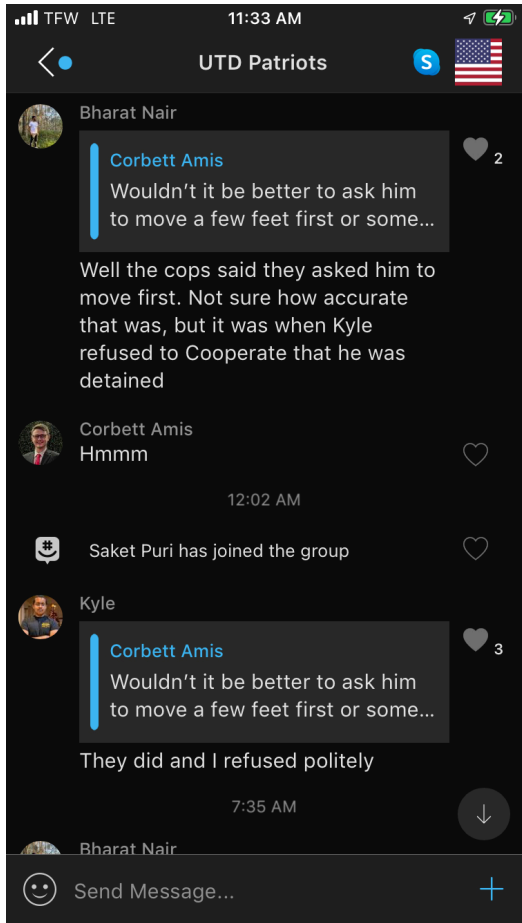 TFW LTE
11:33 AM
UTD Patriots
S
Bharat Nair
Corbett Amis
Wouldn’t it be better to ask him
to move a few feet first or some...
2
Well the cops said they asked him to
move first. Not sure how accurate
that was, but it was when Kyle
refused to Cooperate that he was
detained
Corbett Amis
Hmmm
12:02 AM
#
Saket Puri has joined the group
Kyle
Corbett Amis
Wouldn’t it be better to ask him
to move a few feet first or some...
3
They did and I refused politely
7:35 AM
Bharat Nair
Send Message...